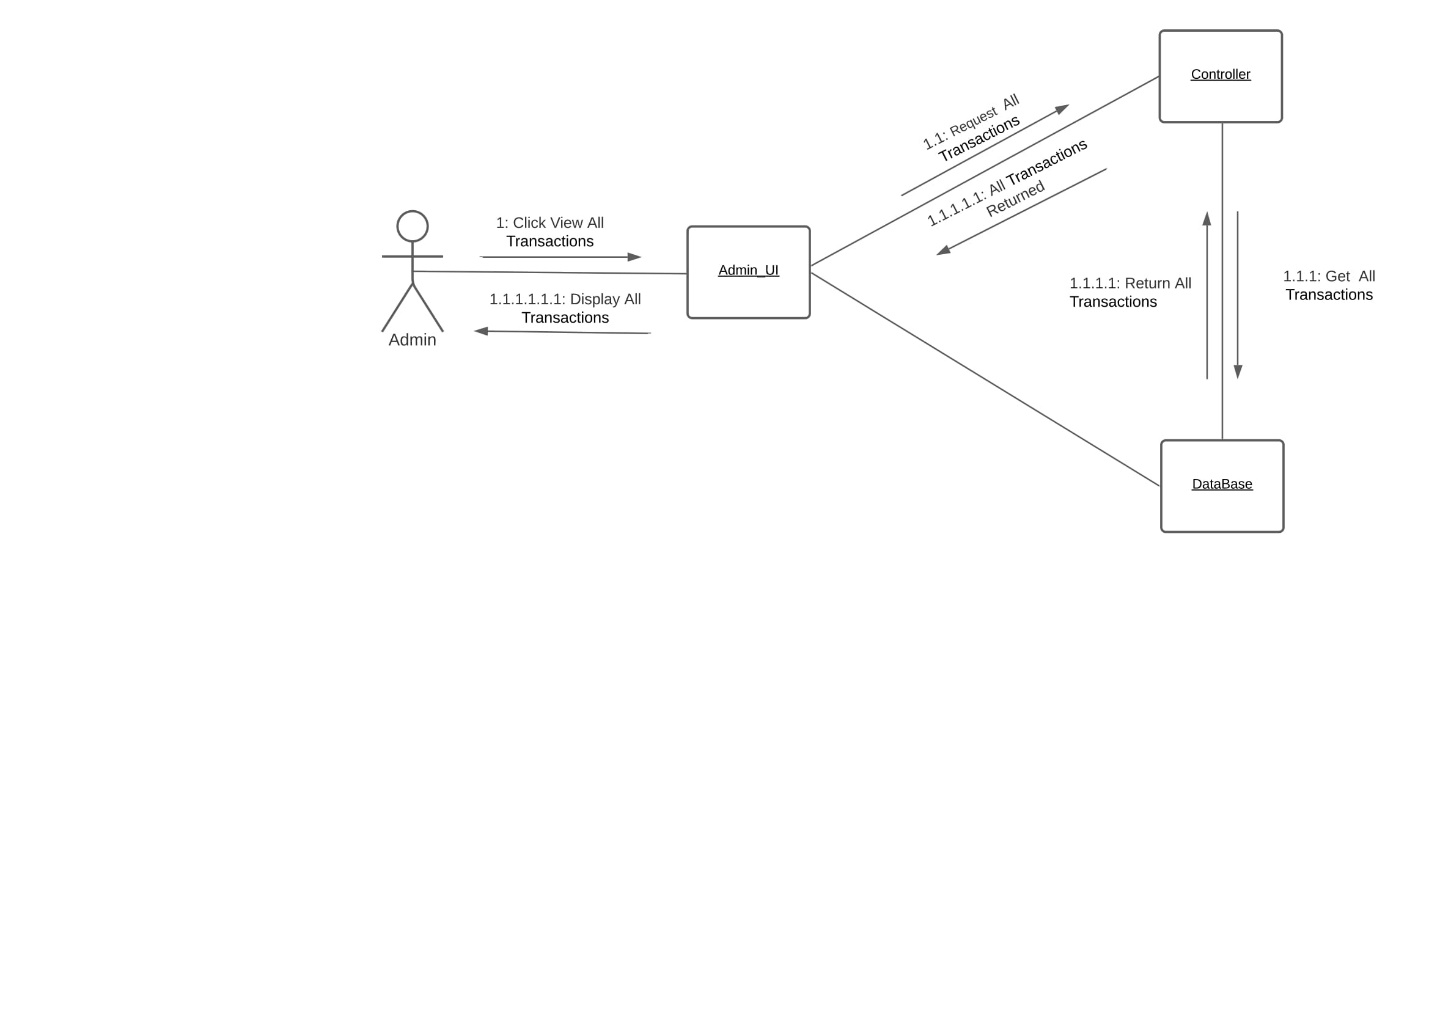 Controller
1.1: Request All
Transactions
1.1.1.1.1: All Transactions
Returned
1: Click View All
Transactions
Admin_UI
1.1.1.1: Return All
Transactions
1.1.1: Get All
Transactions
1.1.1.1.1.1: Display All
Transactions
Admin
DataBase